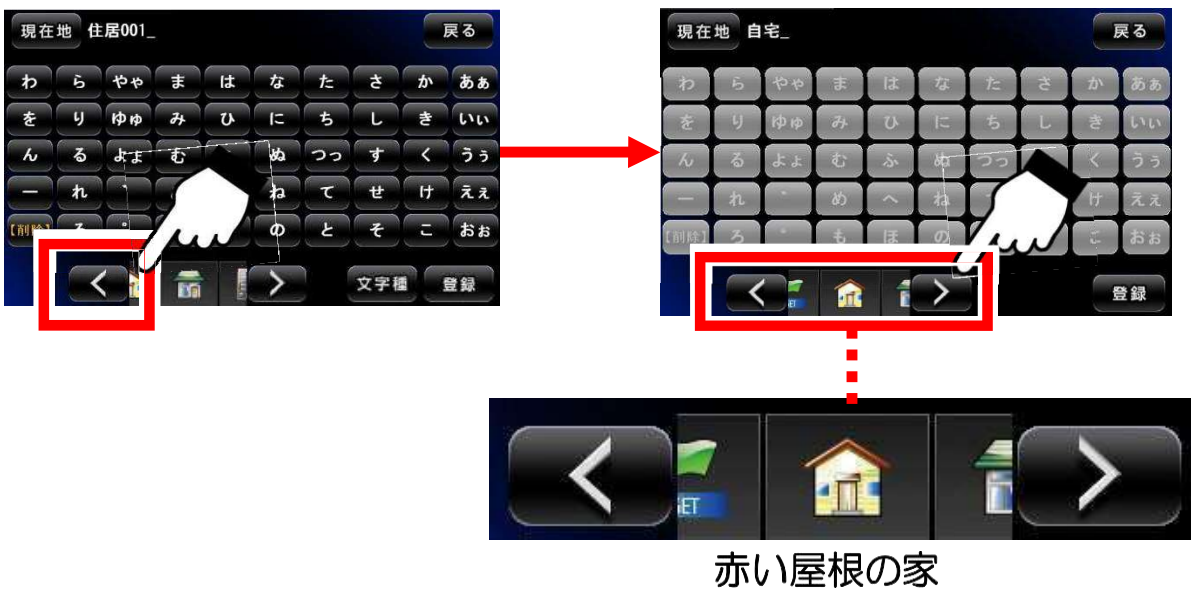 現在地 住居001_ 戻る
わ ら やゃ ま は な た さ か あぁ
を り ゆゅ み ひ に ち し き いぃ
ん る よょ む ぬ つっ す く うぅ
ー れ ゛ ね て せ け えぇ
【削除】 の と そ こ おぉ
文字種 登録
現在地 自宅_ 戻る
わ ら やゃ ま は な た さ か あぁ
を り ゆゅ み ひ に ち し き いぃ
ん る よょ む ふ ぬ つっ く うぅ
ー れ ゛ め へ ね け えぇ
【削除】 ろ ゜ も ほ の こ おぉ
登録
GET
赤い屋根の家